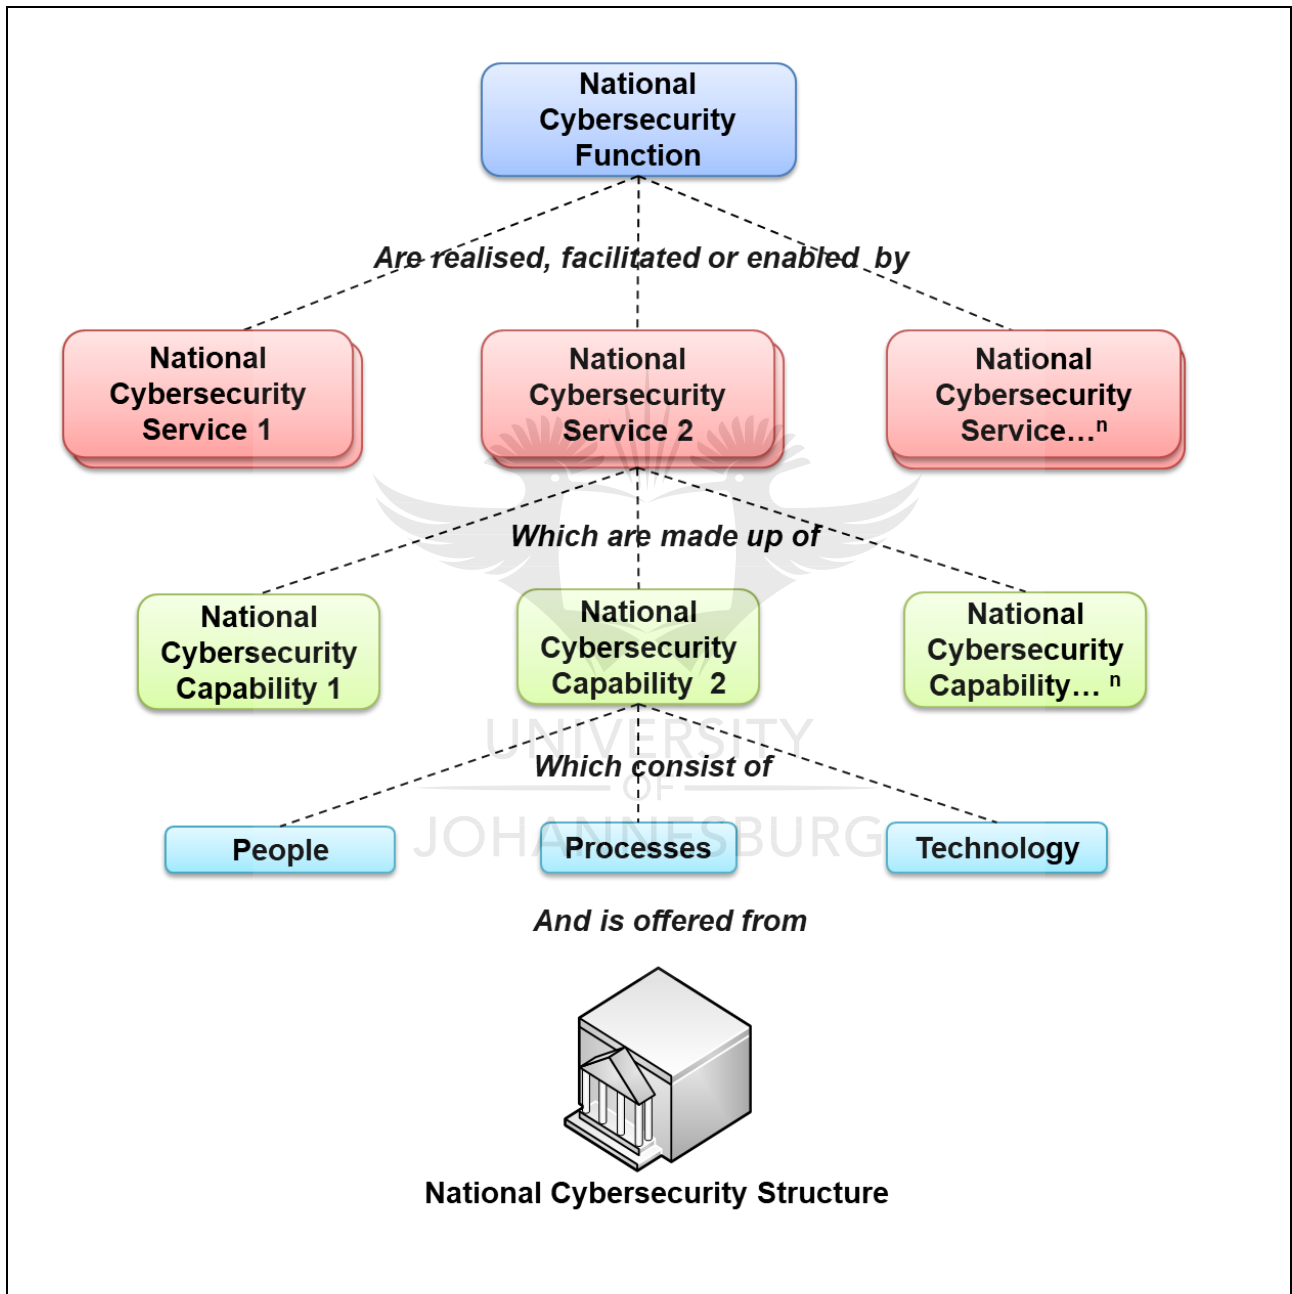 National
Cybersecurity
Function
Are realised, facilitated or enabled by
National
Cybersecurity
Service 1
National
Cybersecurity
Service 2
National
Cybersecurity
Service...ⁿ
Which are made up of
National
Cybersecurity
Capability 1
National
Cybersecurity
Capability 2
National
Cybersecurity
Capability... ⁿ
UNIVERSITY
OF
JOHANNESBURG
Which consist of
People
Processes
Technology
And is offered from
National Cybersecurity Structure